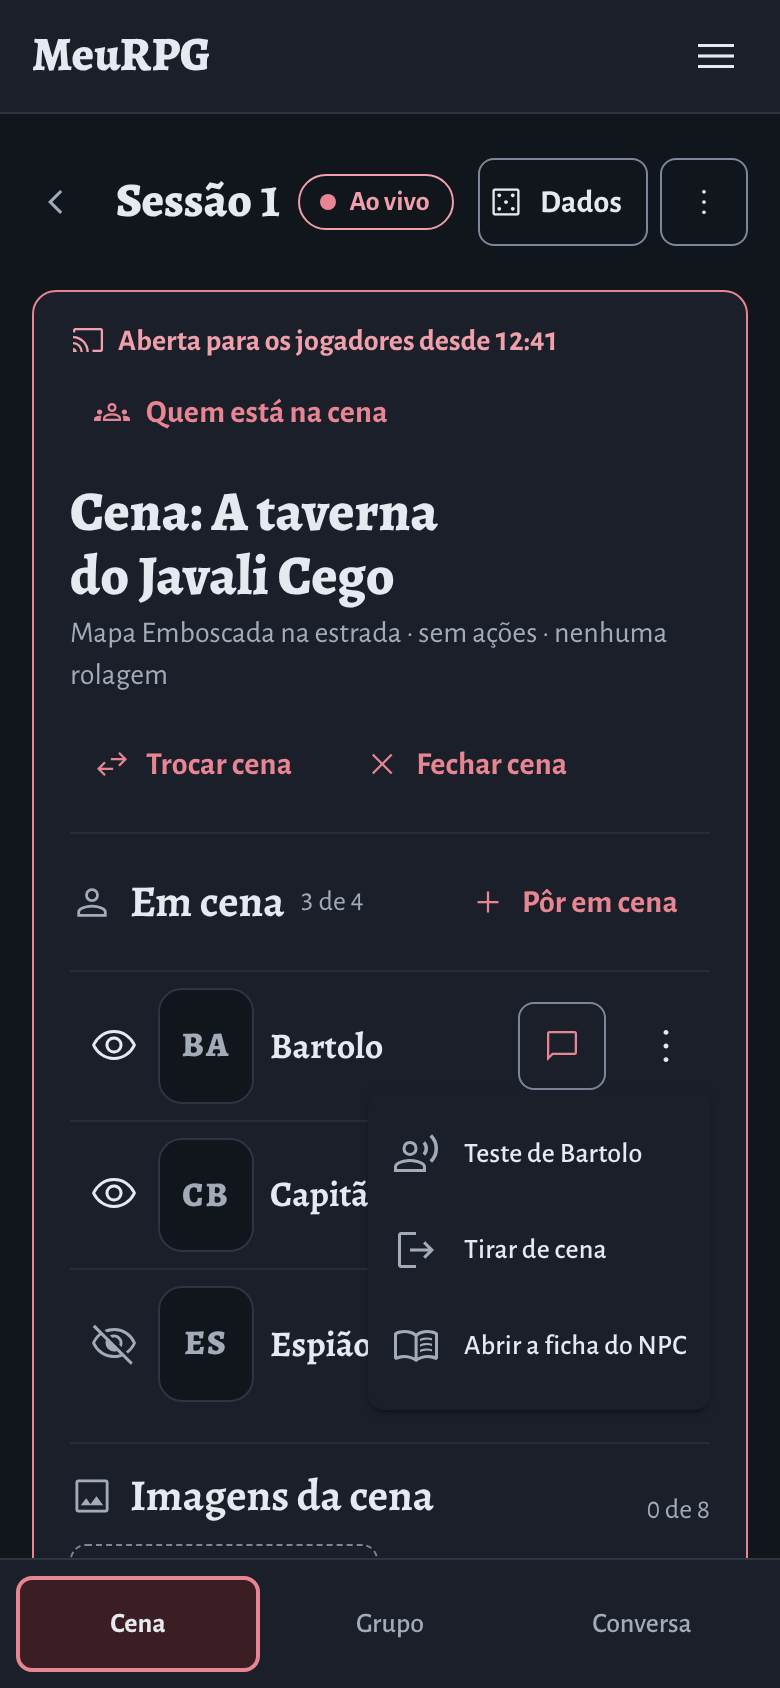 MeuRPG
Sessão 1
Ao vivo
Dados
Aberta para os jogadores desde 12:41
Quem está na cena
Cena: A taverna
do Javali Cego
Mapa Emboscada na estrada · sem ações · nenhuma
rolagem
Trocar cena
Fechar cena
Em cena
3 de 4
Pôr em cena
BA
Bartolo
Teste de Bartolo
CB
Capitã
Tirar de cena
ES
Espião
Abrir a ficha do NPC
Imagens da cena
0 de 8
Cena
Grupo
Conversa